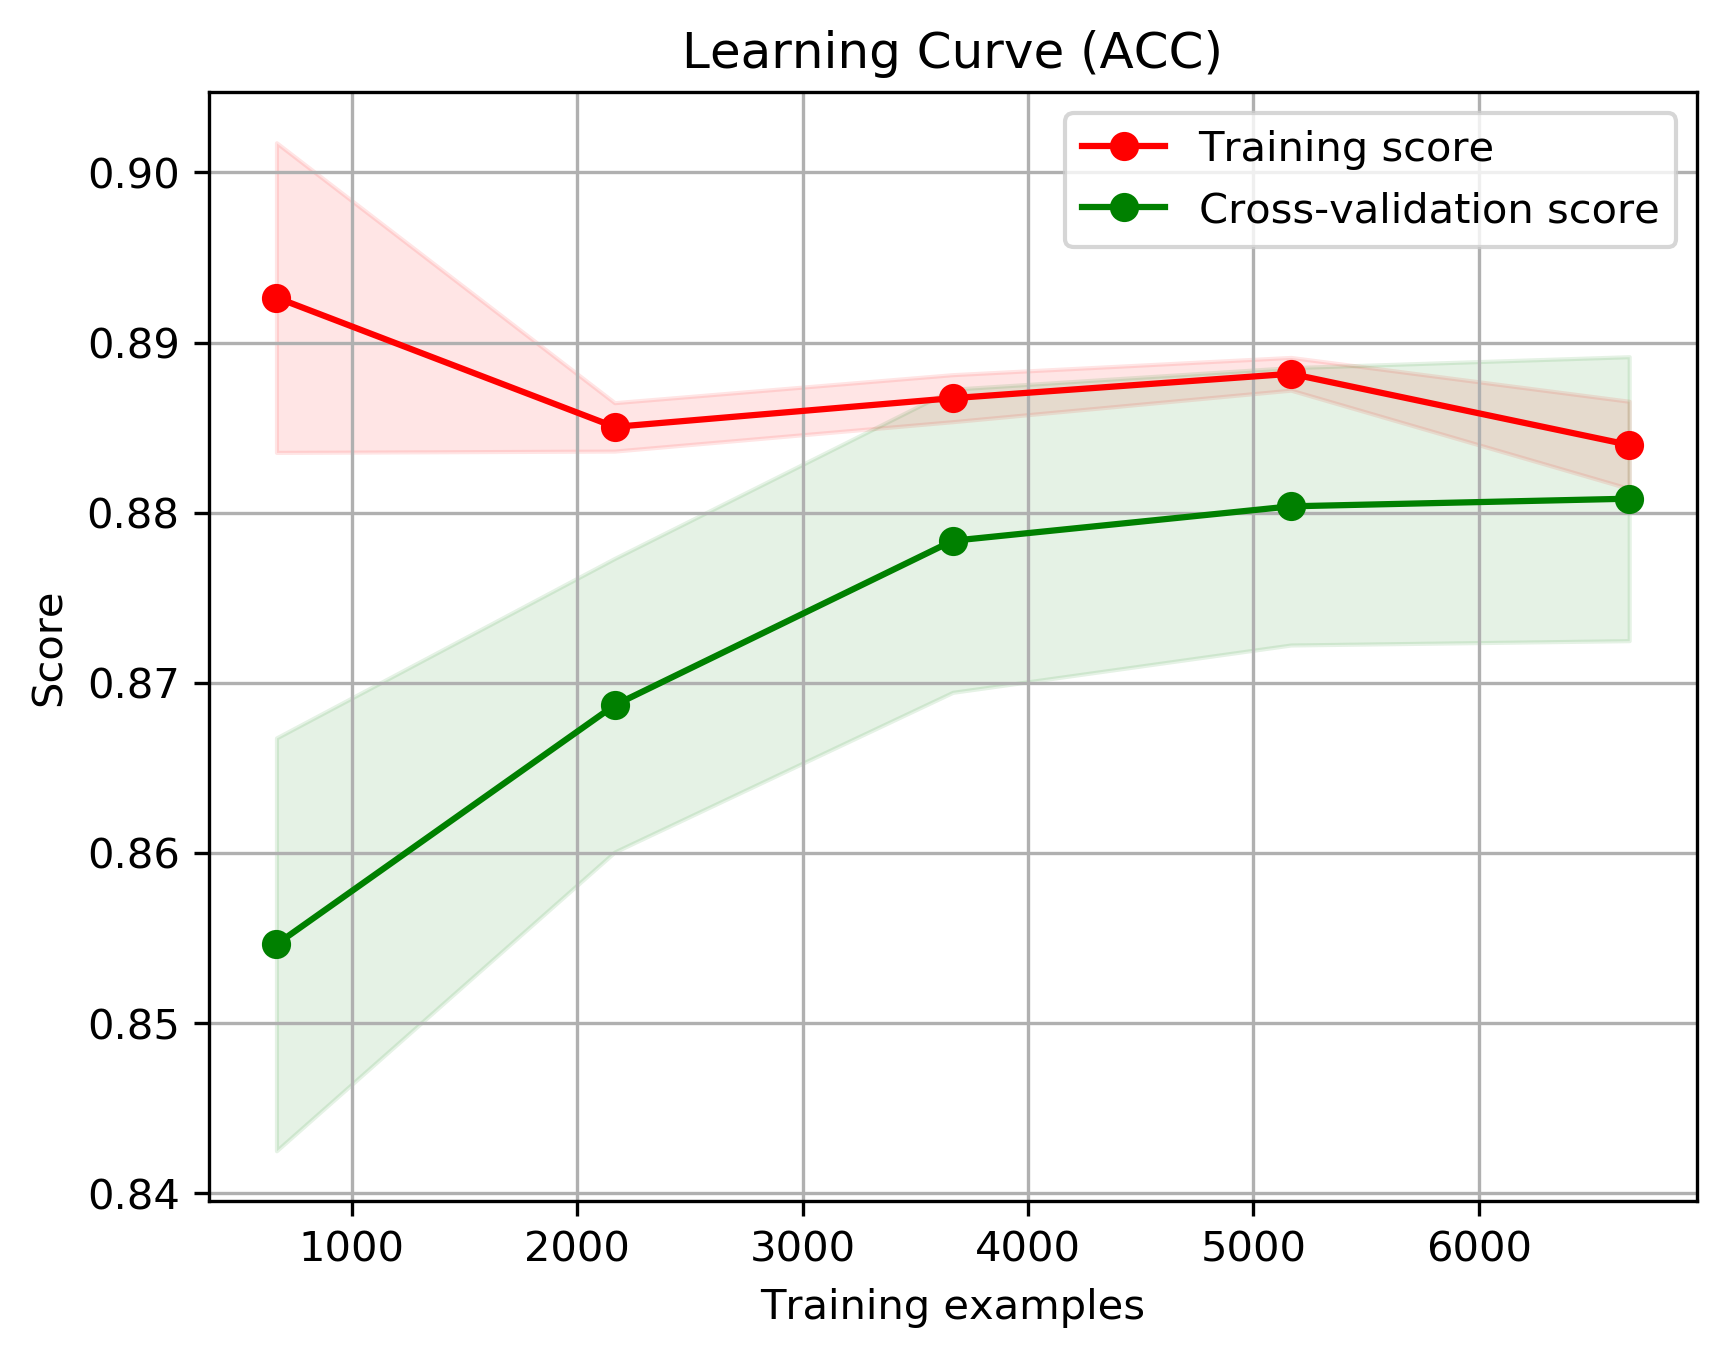 Learning Curve (ACC)
Training score
Cross-validation score
0.90
0.89
0.88
0.87
0.86
0.85
0.84
Score
1000 2000 3000 4000 5000 6000
Training examples